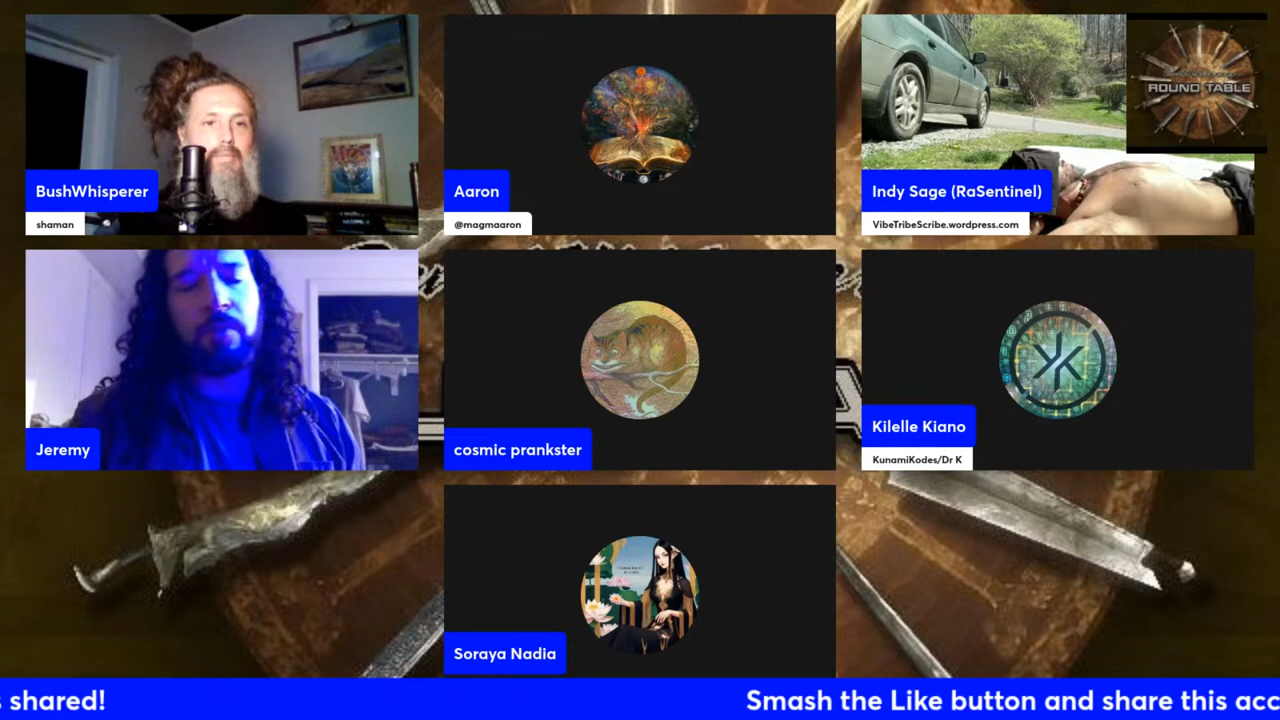 ROUND TABLE
BushWhisperer
shaman
Aaron
@magmaaron
Indy Sage (RaSentinel)
VibeTribeScribe.wordpress.com
Jeremy
cosmic prankster
Kilelle Kiano
KunamiKodes/Dr K
Soraya Nadia
s shared!
Smash the Like button and share this acc